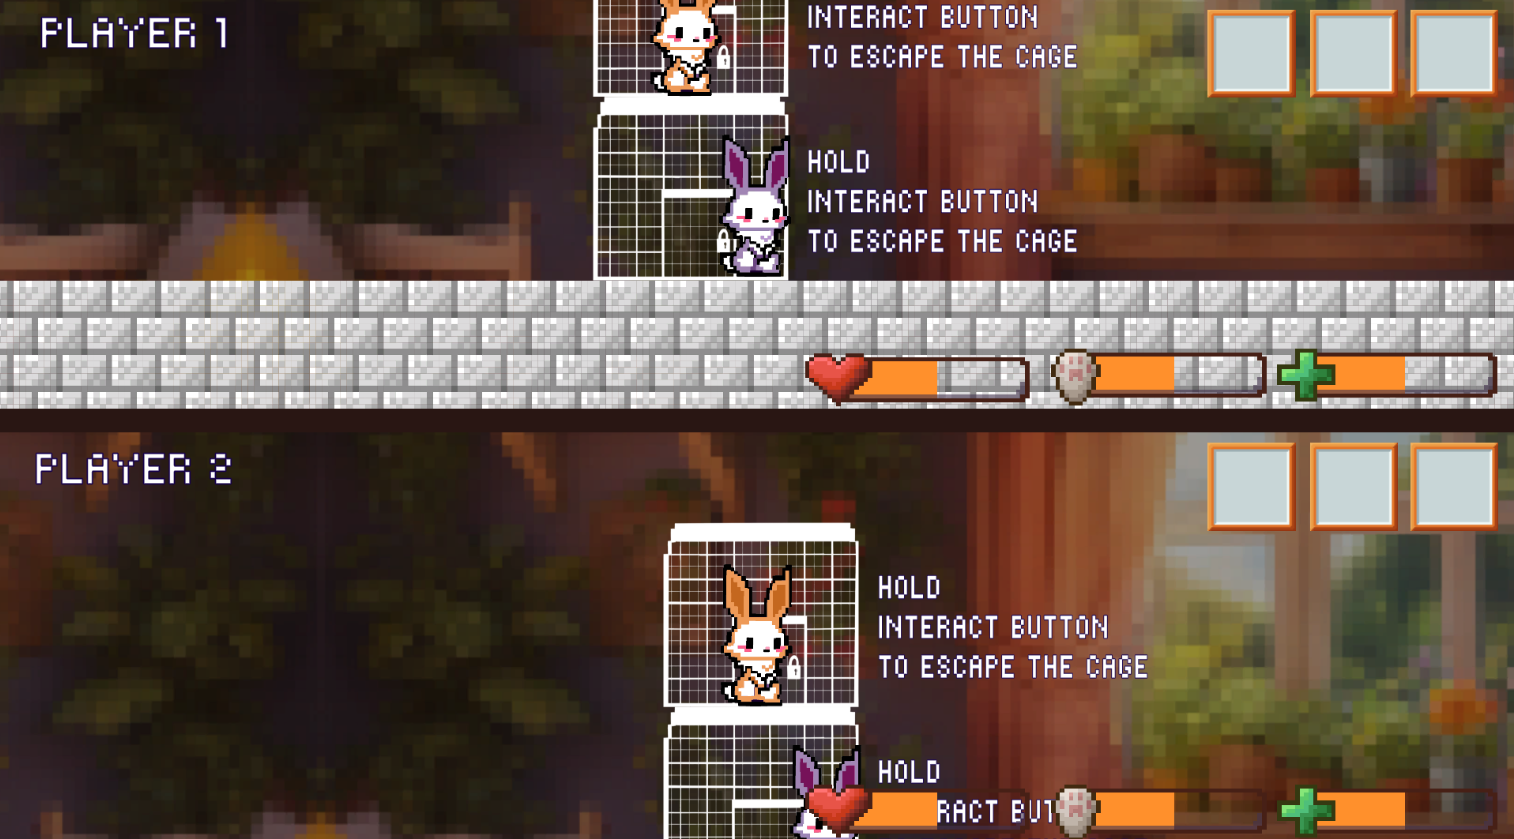 PLAYER 1
INTERACT BUTTON
TO ESCAPE THE CAGE
HOLD
INTERACT BUTTON
TO ESCAPE THE CAGE
PLAYER 2
HOLD
INTERACT BUTTON
TO ESCAPE THE CAGE
HOLD